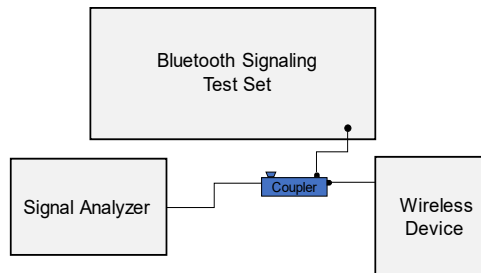 Bluetooth Signaling
Test Set
Coupler
Signal Analyzer
Wireless
Device